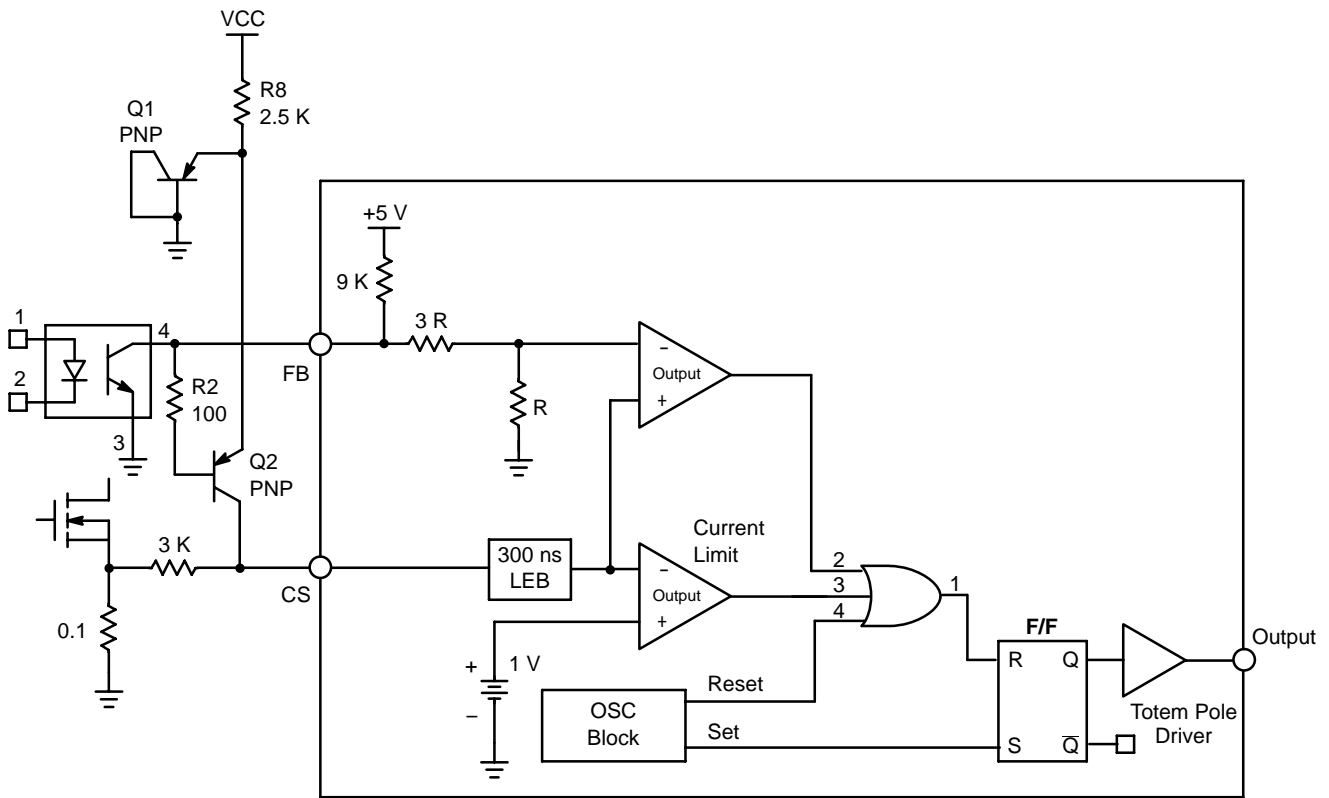 VCC
R8
2.5 K
Q1
PNP
+5 V
9 K
1
4
3 R
2
FB
R2
100
R
3
Q2
PNP
−
Output
+
3 K
CS
300 ns
LEB
Current
Limit
−
Output
+
2
3
4
1
0.1
+
1 V
−
OSC
Block
Reset
Set
F/F
R
Q
S
Q̅
Totem Pole
Driver
Output